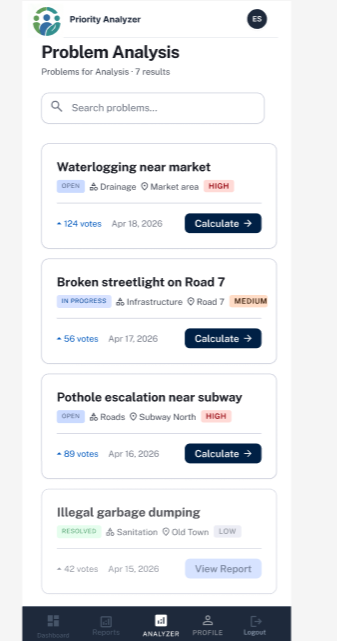 Priority Analyzer ES
Problem Analysis
Problems for Analysis · 7 results
Search problems...
Waterlogging near market
OPEN Drainage Market area HIGH
124 votes Apr 18, 2026 Calculate →
Broken streetlight on Road 7
IN PROGRESS Infrastructure Road 7 MEDIUM
56 votes Apr 17, 2026 Calculate →
Pothole escalation near subway
OPEN Roads Subway North HIGH
89 votes Apr 16, 2026 Calculate →
Illegal garbage dumping
RESOLVED Sanitation Old Town LOW
42 votes Apr 15, 2026 View Report
Dashboard Reports ANALYZER PROFILE Logout